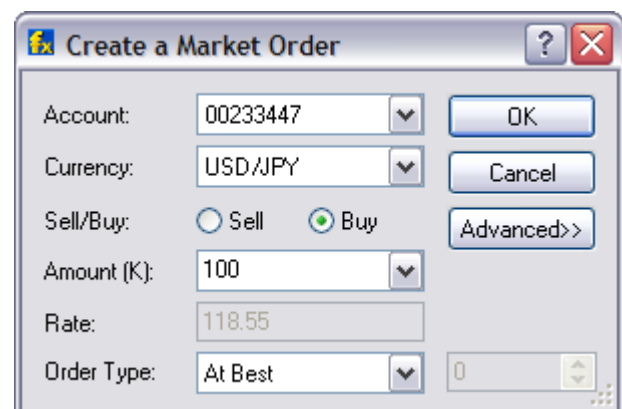 fx Create a Market Order ?
Account: 00233447 OK
Currency: USD/JPY Cancel
Sell/Buy: Sell Buy Advanced>>
Amount (K): 100
Rate: 118.55
Order Type: At Best 0